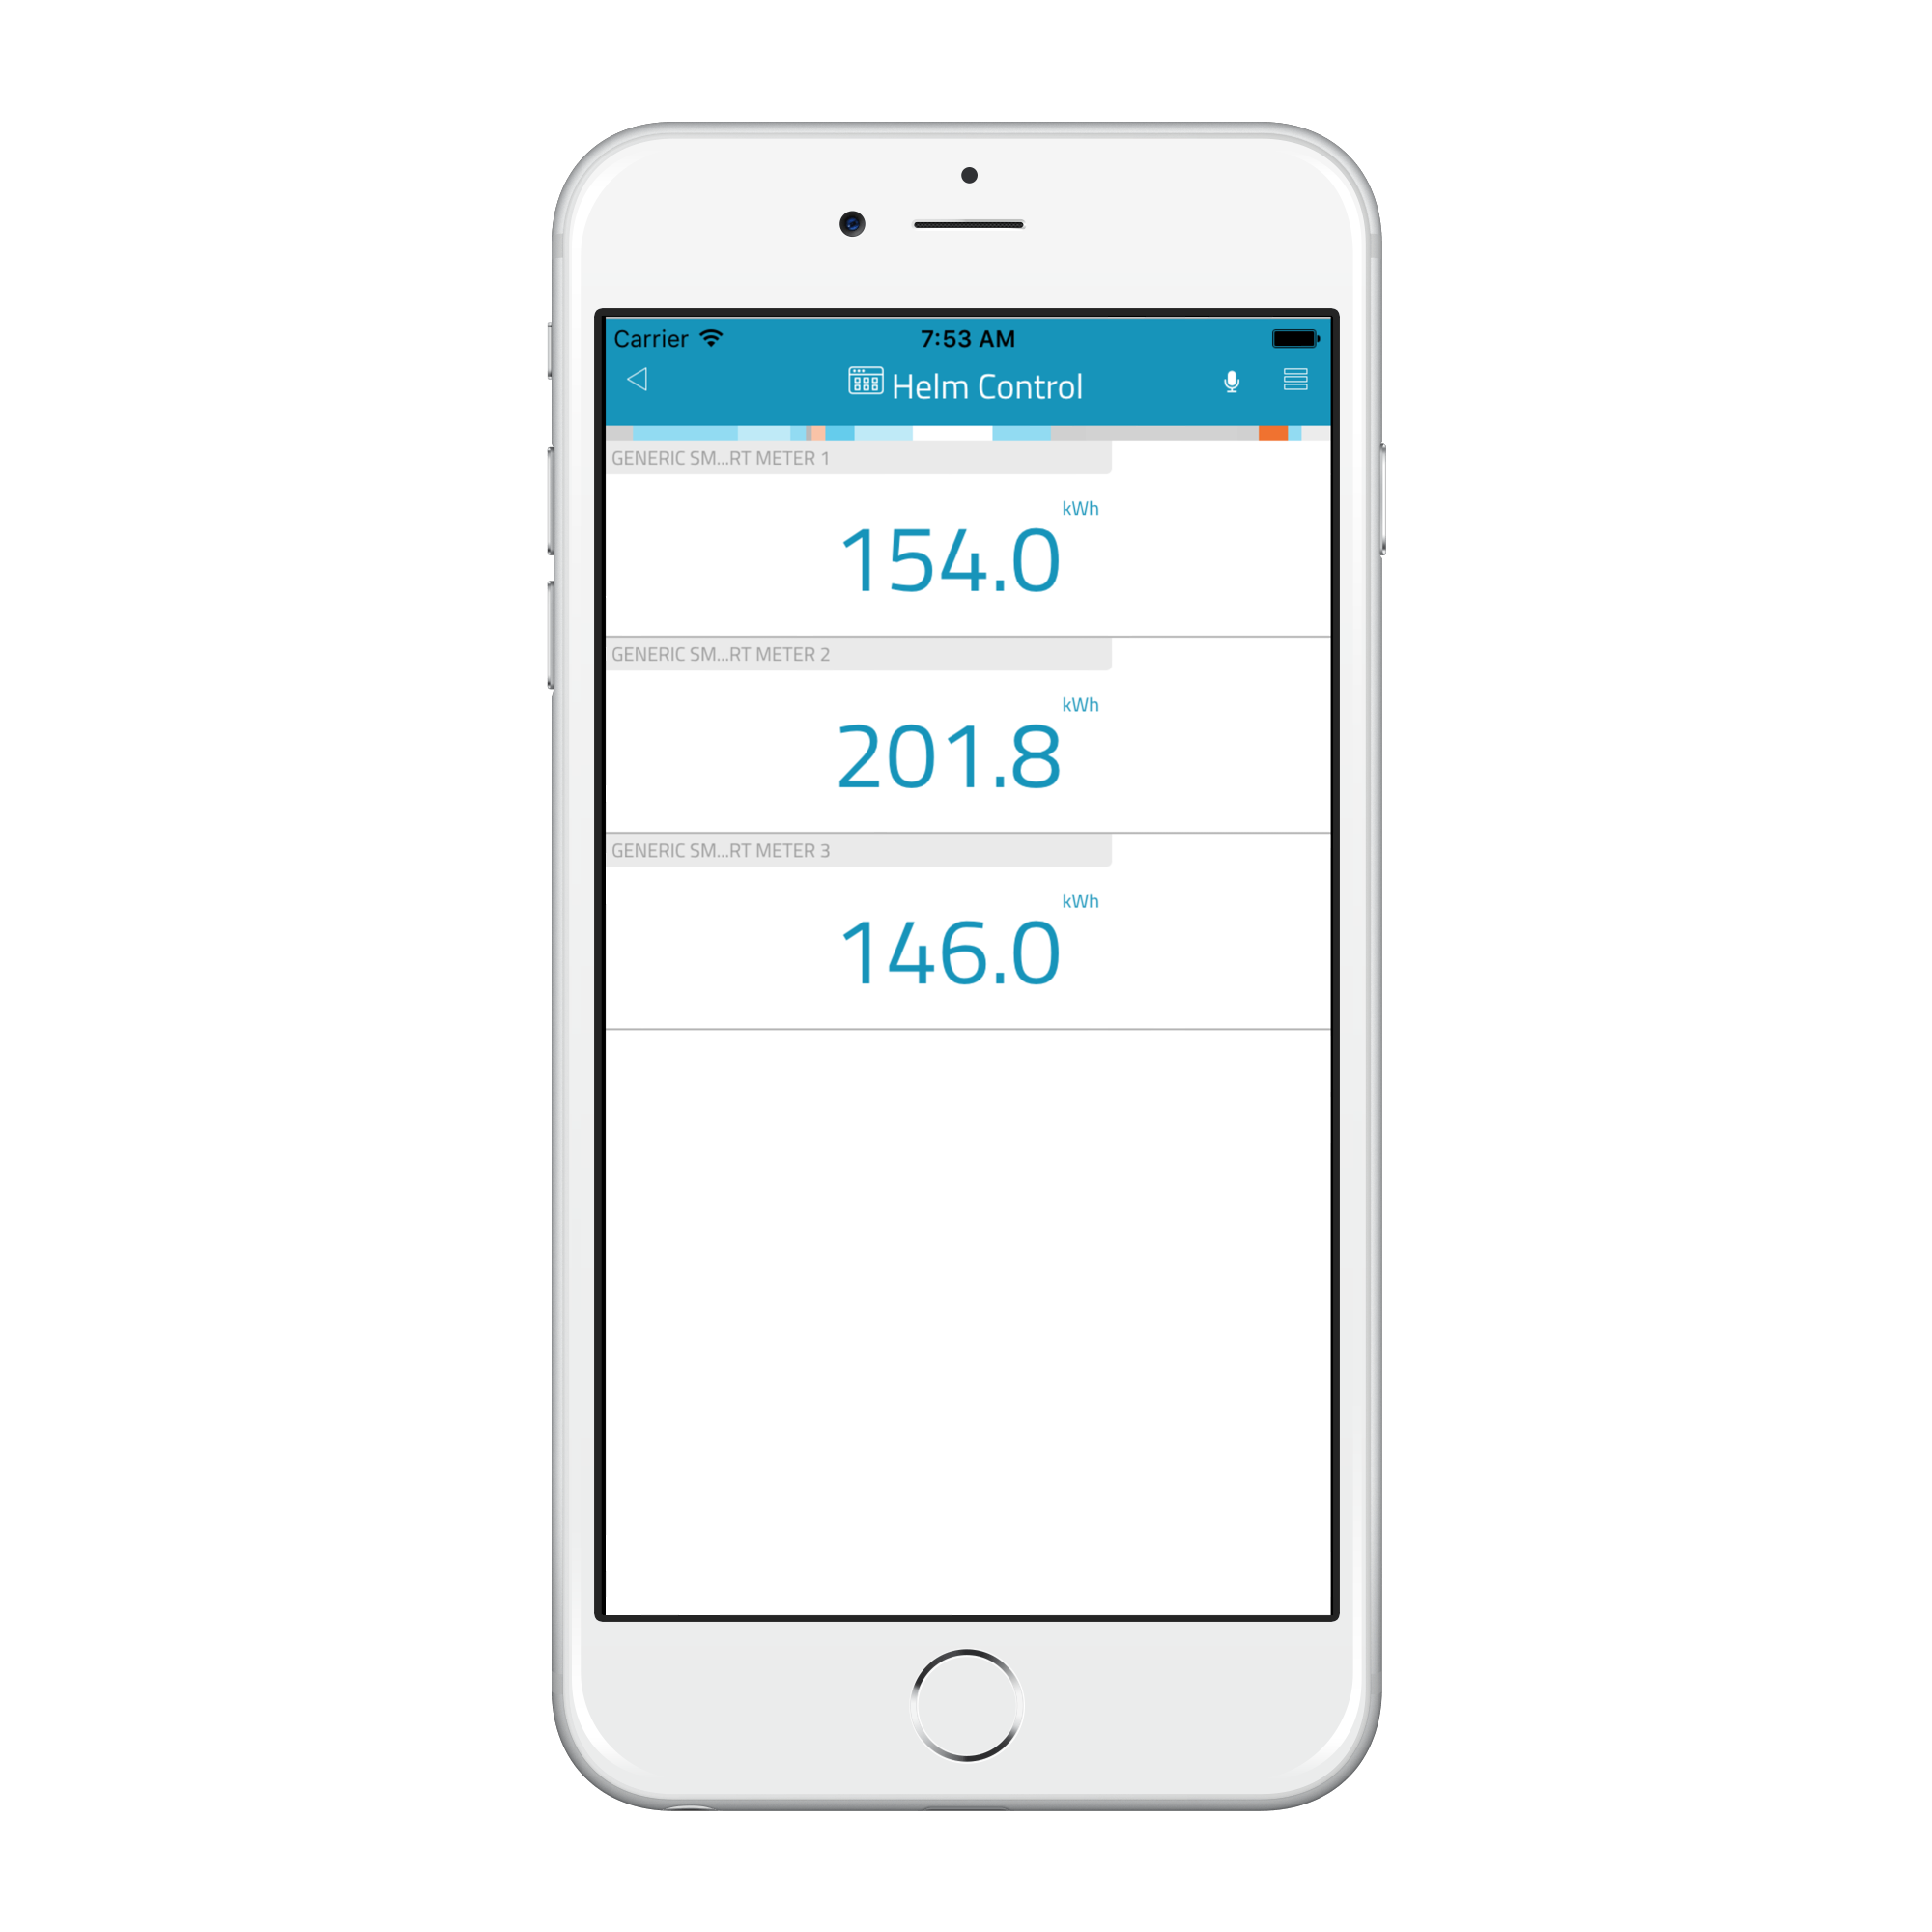 Carrier 7:53 AM
Helm Control
GENERIC SM...RT METER 1
kWh
154.0
GENERIC SM...RT METER 2
kWh
201.8
GENERIC SM...RT METER 3
kWh
146.0